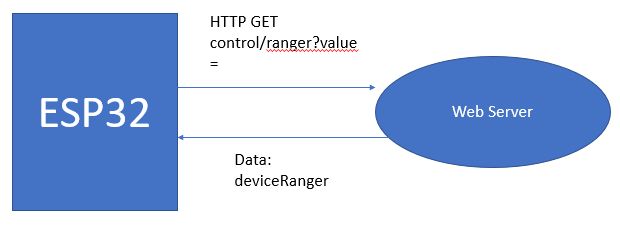 HTTP GET
control/ranger?value
=
ESP32
Web Server
Data:
deviceRanger